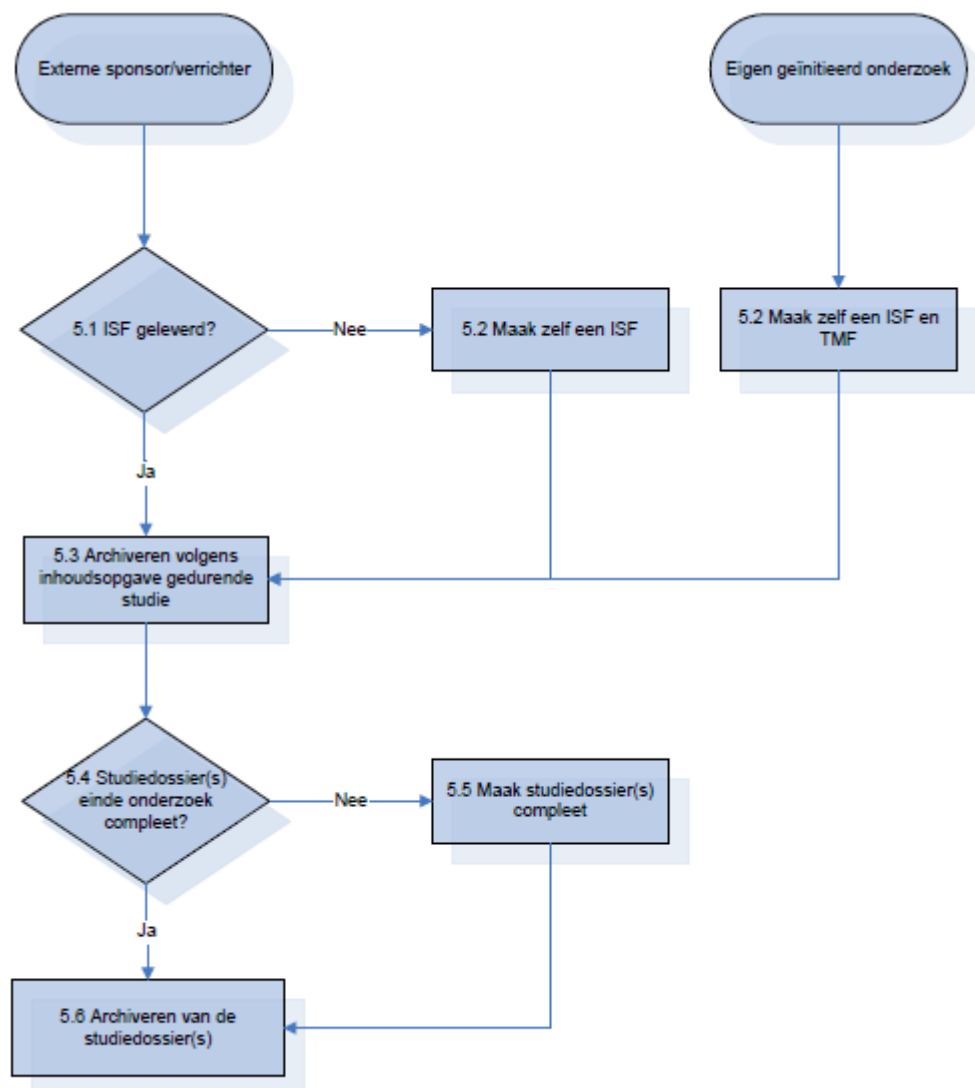 Externe sponsor/verrichter
Eigen geïnitieerd onderzoek
5.1 ISF geleverd?
Nee
5.2 Maak zelf een ISF
5.2 Maak zelf een ISF en
TMF
Ja
5.3 Archiveren volgens
inhoudsopgave gedurende
studie
5.4 Studiedossier(s)
einde onderzoek
compleet?
Nee
5.5 Maak studiedossier(s)
compleet
Ja
5.6 Archiveren van de
studiedossier(s)